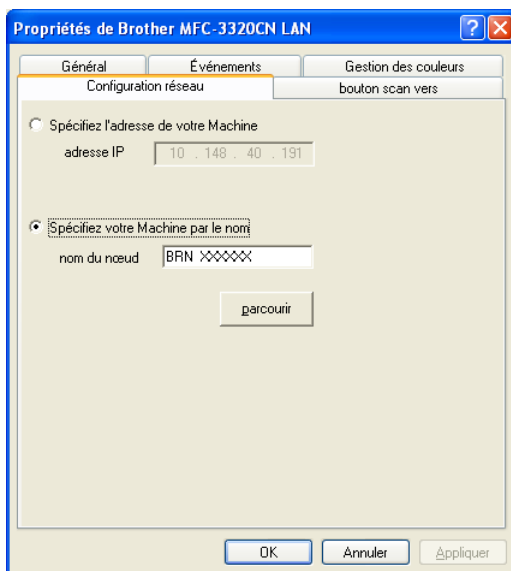 Propriétés de Brother MFC-3320CN LAN
Général Événements Gestion des couleurs
Configuration réseau bouton scan vers
Spécifiez l'adresse de votre Machine
adresse IP 10 . 148 . 40 . 191
Spécifiez votre Machine par le nom
nom du nœud BRN XXXXXX
parcourir
OK Annuler Appliquer